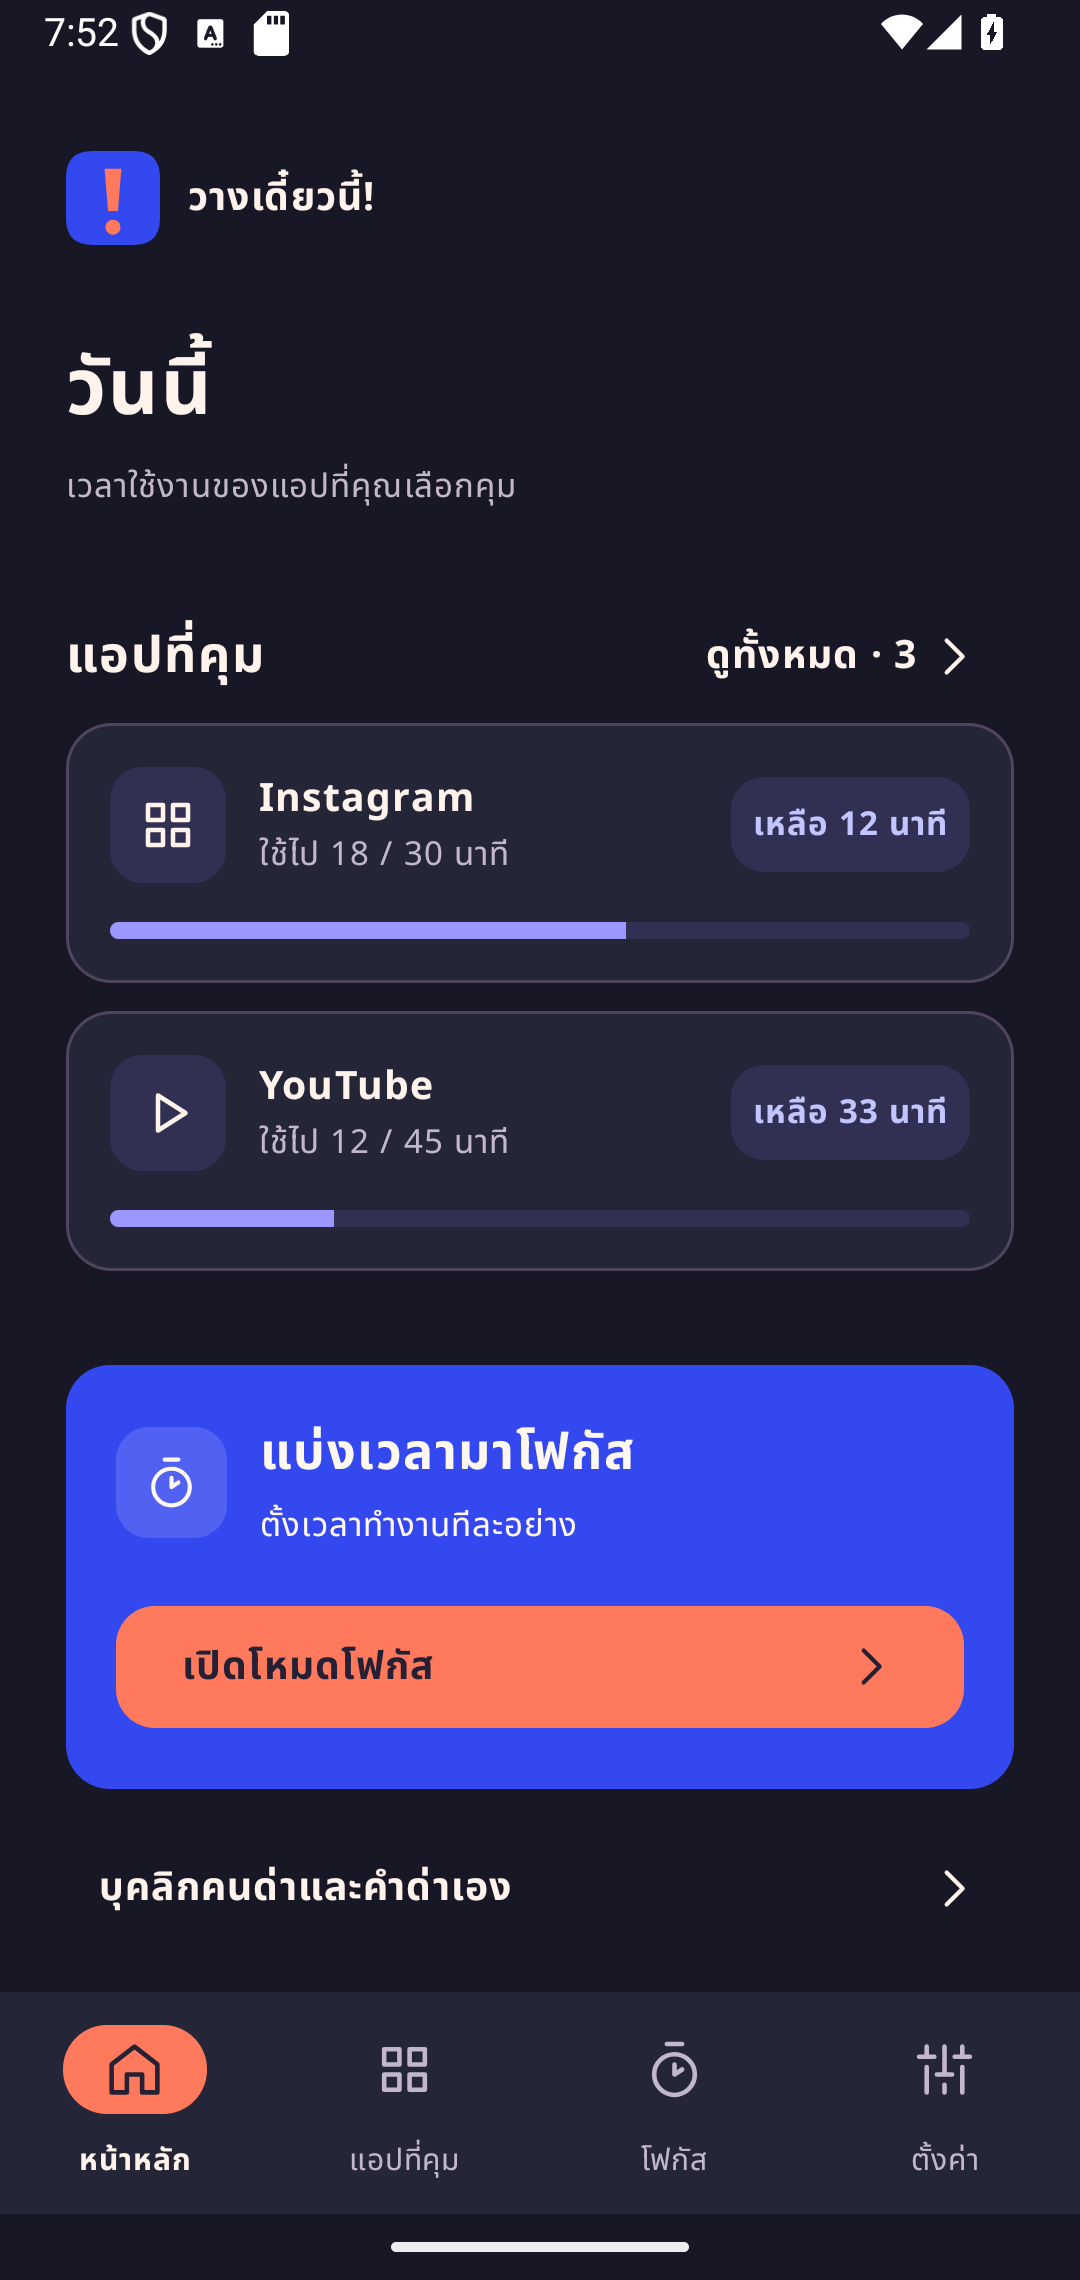 7:52
วางเดี๋ยวนี้!
วันนี้
เวลาใช้งานของแอปที่คุณเลือกคุม
แอปที่คุม
ดูทั้งหมด · 3
Instagram
ใช้ไป 18 / 30 นาที
เหลือ 12 นาที
YouTube
ใช้ไป 12 / 45 นาที
เหลือ 33 นาที
แบ่งเวลามาโฟกัส
ตั้งเวลาทำงานทีละอย่าง
เปิดโหมดโฟกัส
บุคลิกคนด่าและคำด่าเอง
หน้าหลัก
แอปที่คุม
โฟกัส
ตั้งค่า